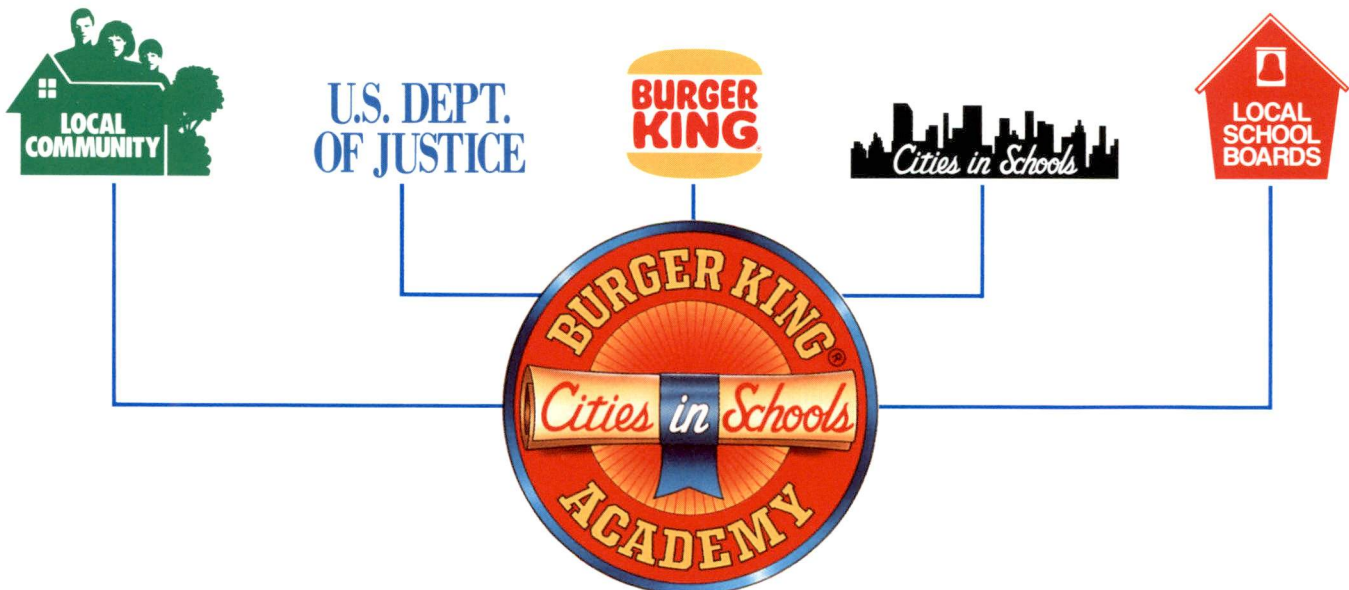 LOCAL
COMMUNITY
U.S. DEPT.
OF JUSTICE
BURGER
KING
®
Cities in Schools
LOCAL
SCHOOL
BOARDS
BURGER KING®
Cities in Schools
ACADEMY